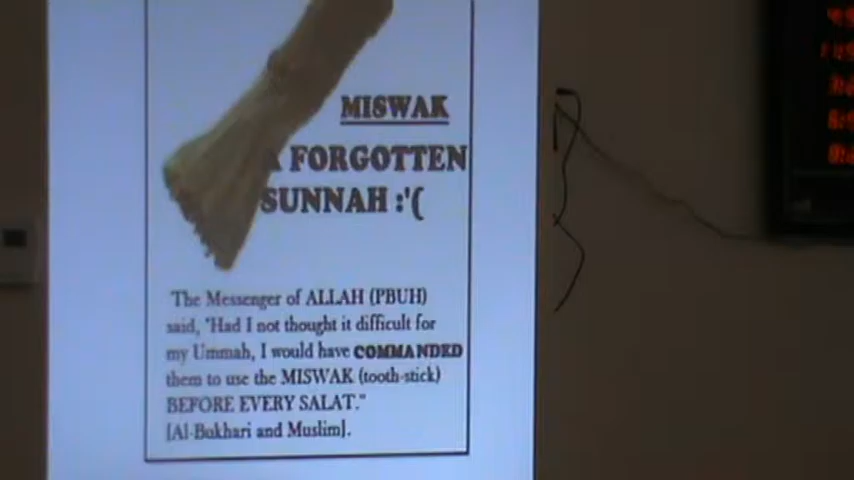 MISWAK
A FORGOTTEN
SUNNAH :'(
The Messenger of ALLAH (PBUH)
said, "Had I not thought it difficult for
my Ummah, I would have COMMANDED
them to use the MISWAK (tooth-stick)
BEFORE EVERY SALAT."
[Al-Bukhari and Muslim].